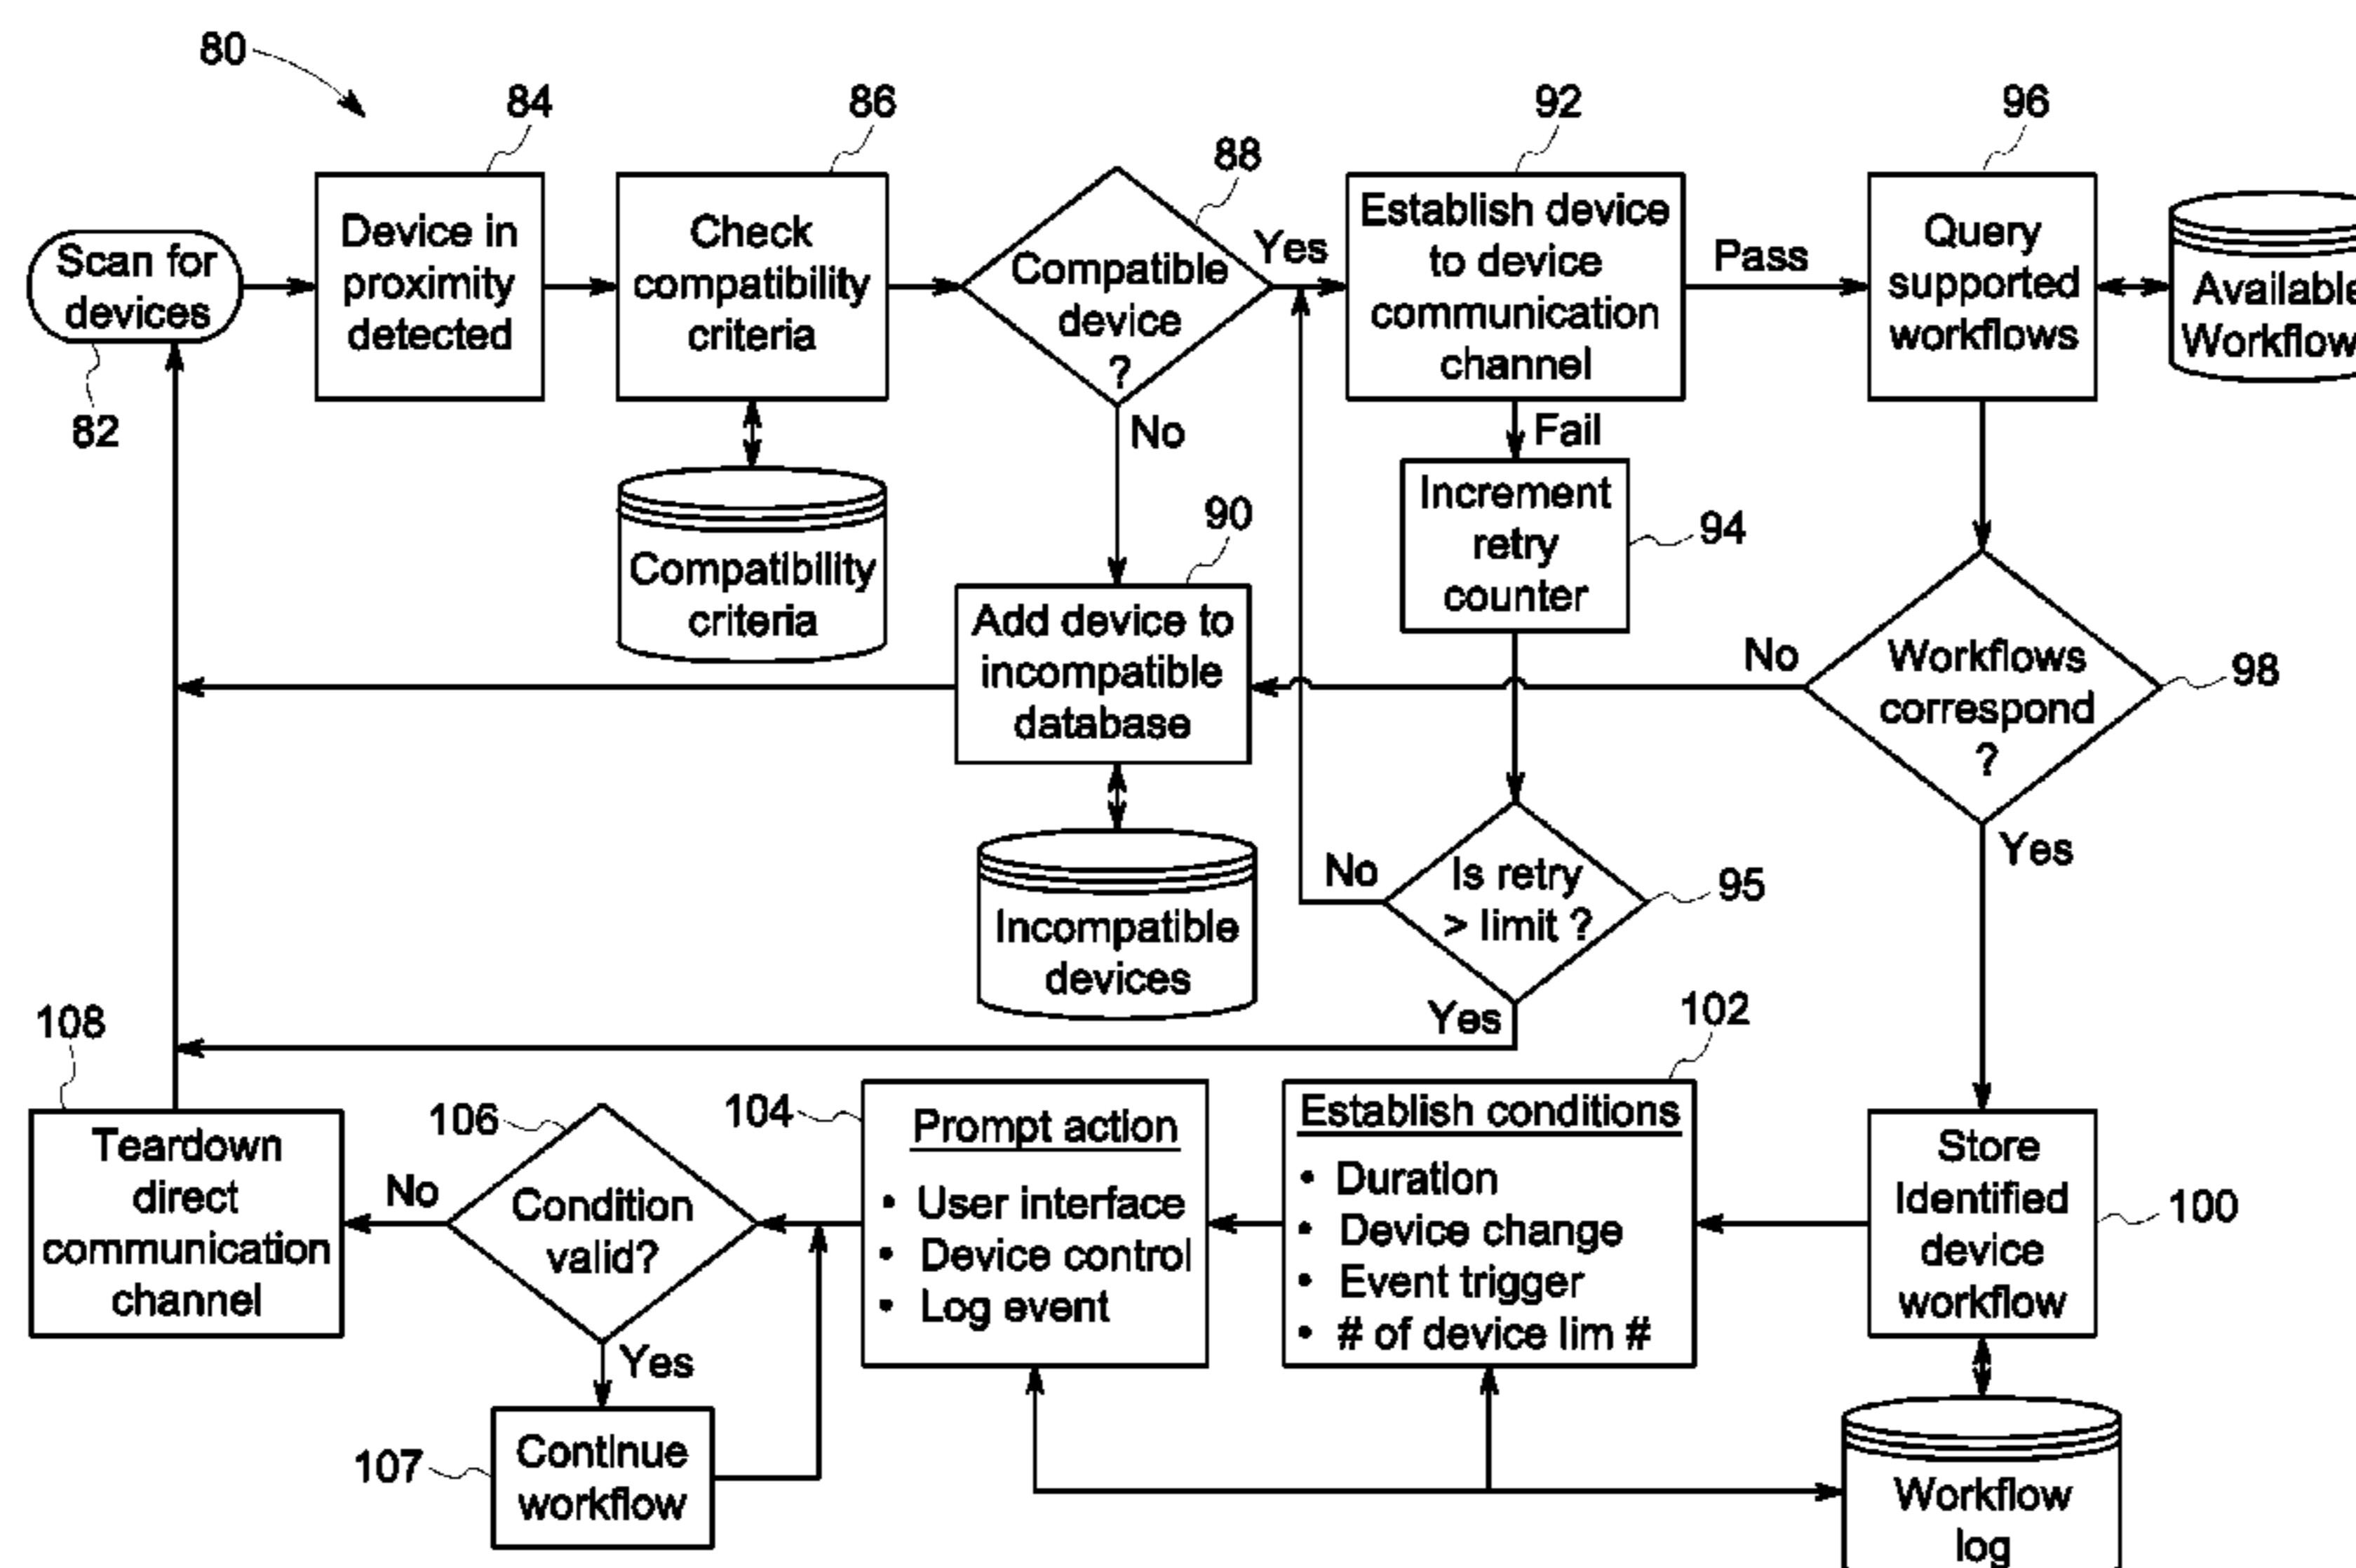 80
84
86
88
92
96
Scan for
devices
82
Device in
proximity
detected
Check
compatibility
criteria
Compatible
device
?
Yes
No
Establish device
to device
communication
channel
Pass
Fail
Query
supported
workflows
Available
Workflow
Compatibility
criteria
90
Add device to
incompatible
database
Increment
retry
counter
94
No
Workflows
correspond
?
98
Yes
Incompatible
devices
No
Is retry
> limit ?
95
Yes
108
Teardown
direct
communication
channel
No
106
Condition
valid?
Yes
107
Continue
workflow
104
Prompt action
• User interface
• Device control
• Log event
102
Establish conditions
• Duration
• Device change
• Event trigger
• # of device lim #
Store
Identified
device
workflow
100
Workflow
log